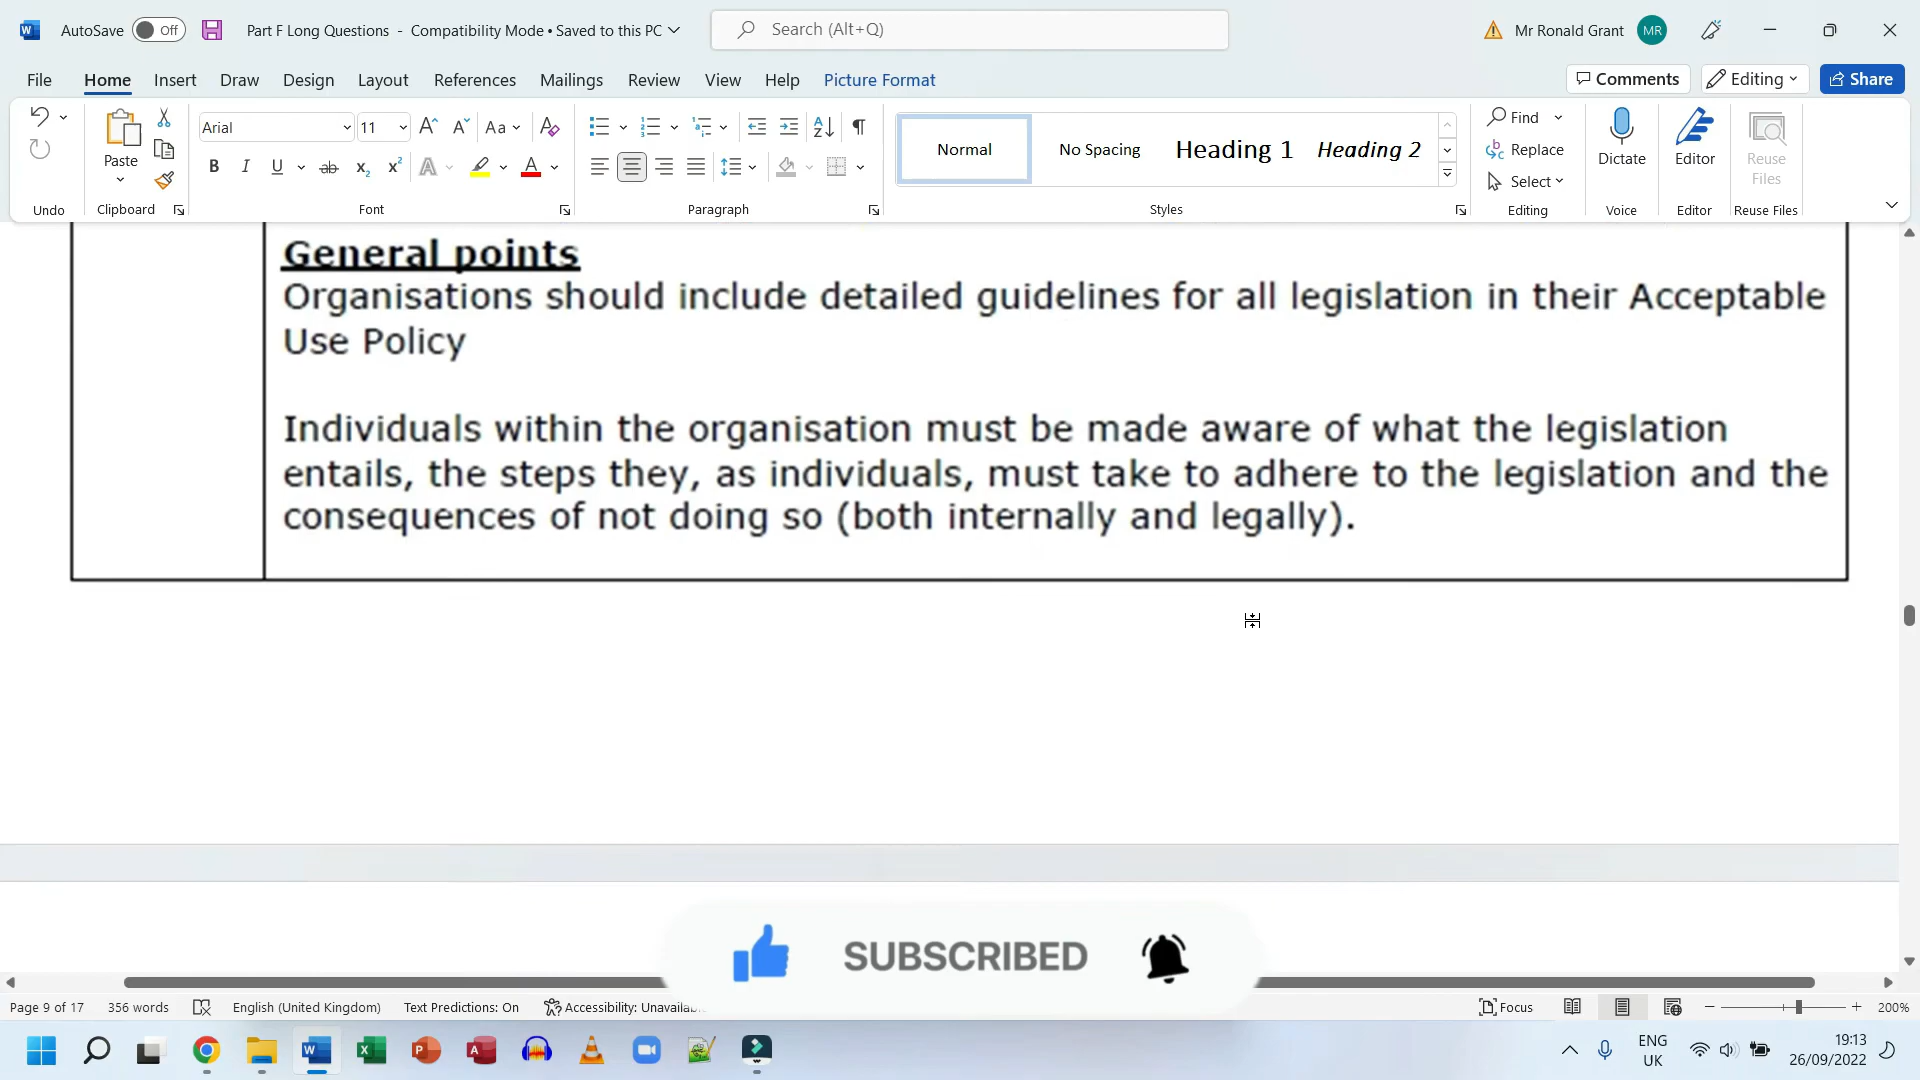 AutoSave Off Part F Long Questions - Compatibility Mode • Saved to this PC Search (Alt+Q) Mr Ronald Grant MR
File Home Insert Draw Design Layout References Mailings Review View Help Picture Format Comments Editing Share
Arial 11 Aa
Paste
B I U ab x2 x2 A A
Normal No Spacing Heading 1 Heading 2
Find
Replace
Select
Dictate
Editor
Reuse Files
Undo Clipboard Font Paragraph Styles Editing Voice Editor Reuse Files
General points
Organisations should include detailed guidelines for all legislation in their Acceptable
Use Policy
Individuals within the organisation must be made aware of what the legislation
entails, the steps they, as individuals, must take to adhere to the legislation and the
consequences of not doing so (both internally and legally).
SUBSCRIBED
Page 9 of 17 356 words English (United Kingdom) Text Predictions: On Accessibility: Focus 200%
ENG
UK
19:13
26/09/2022